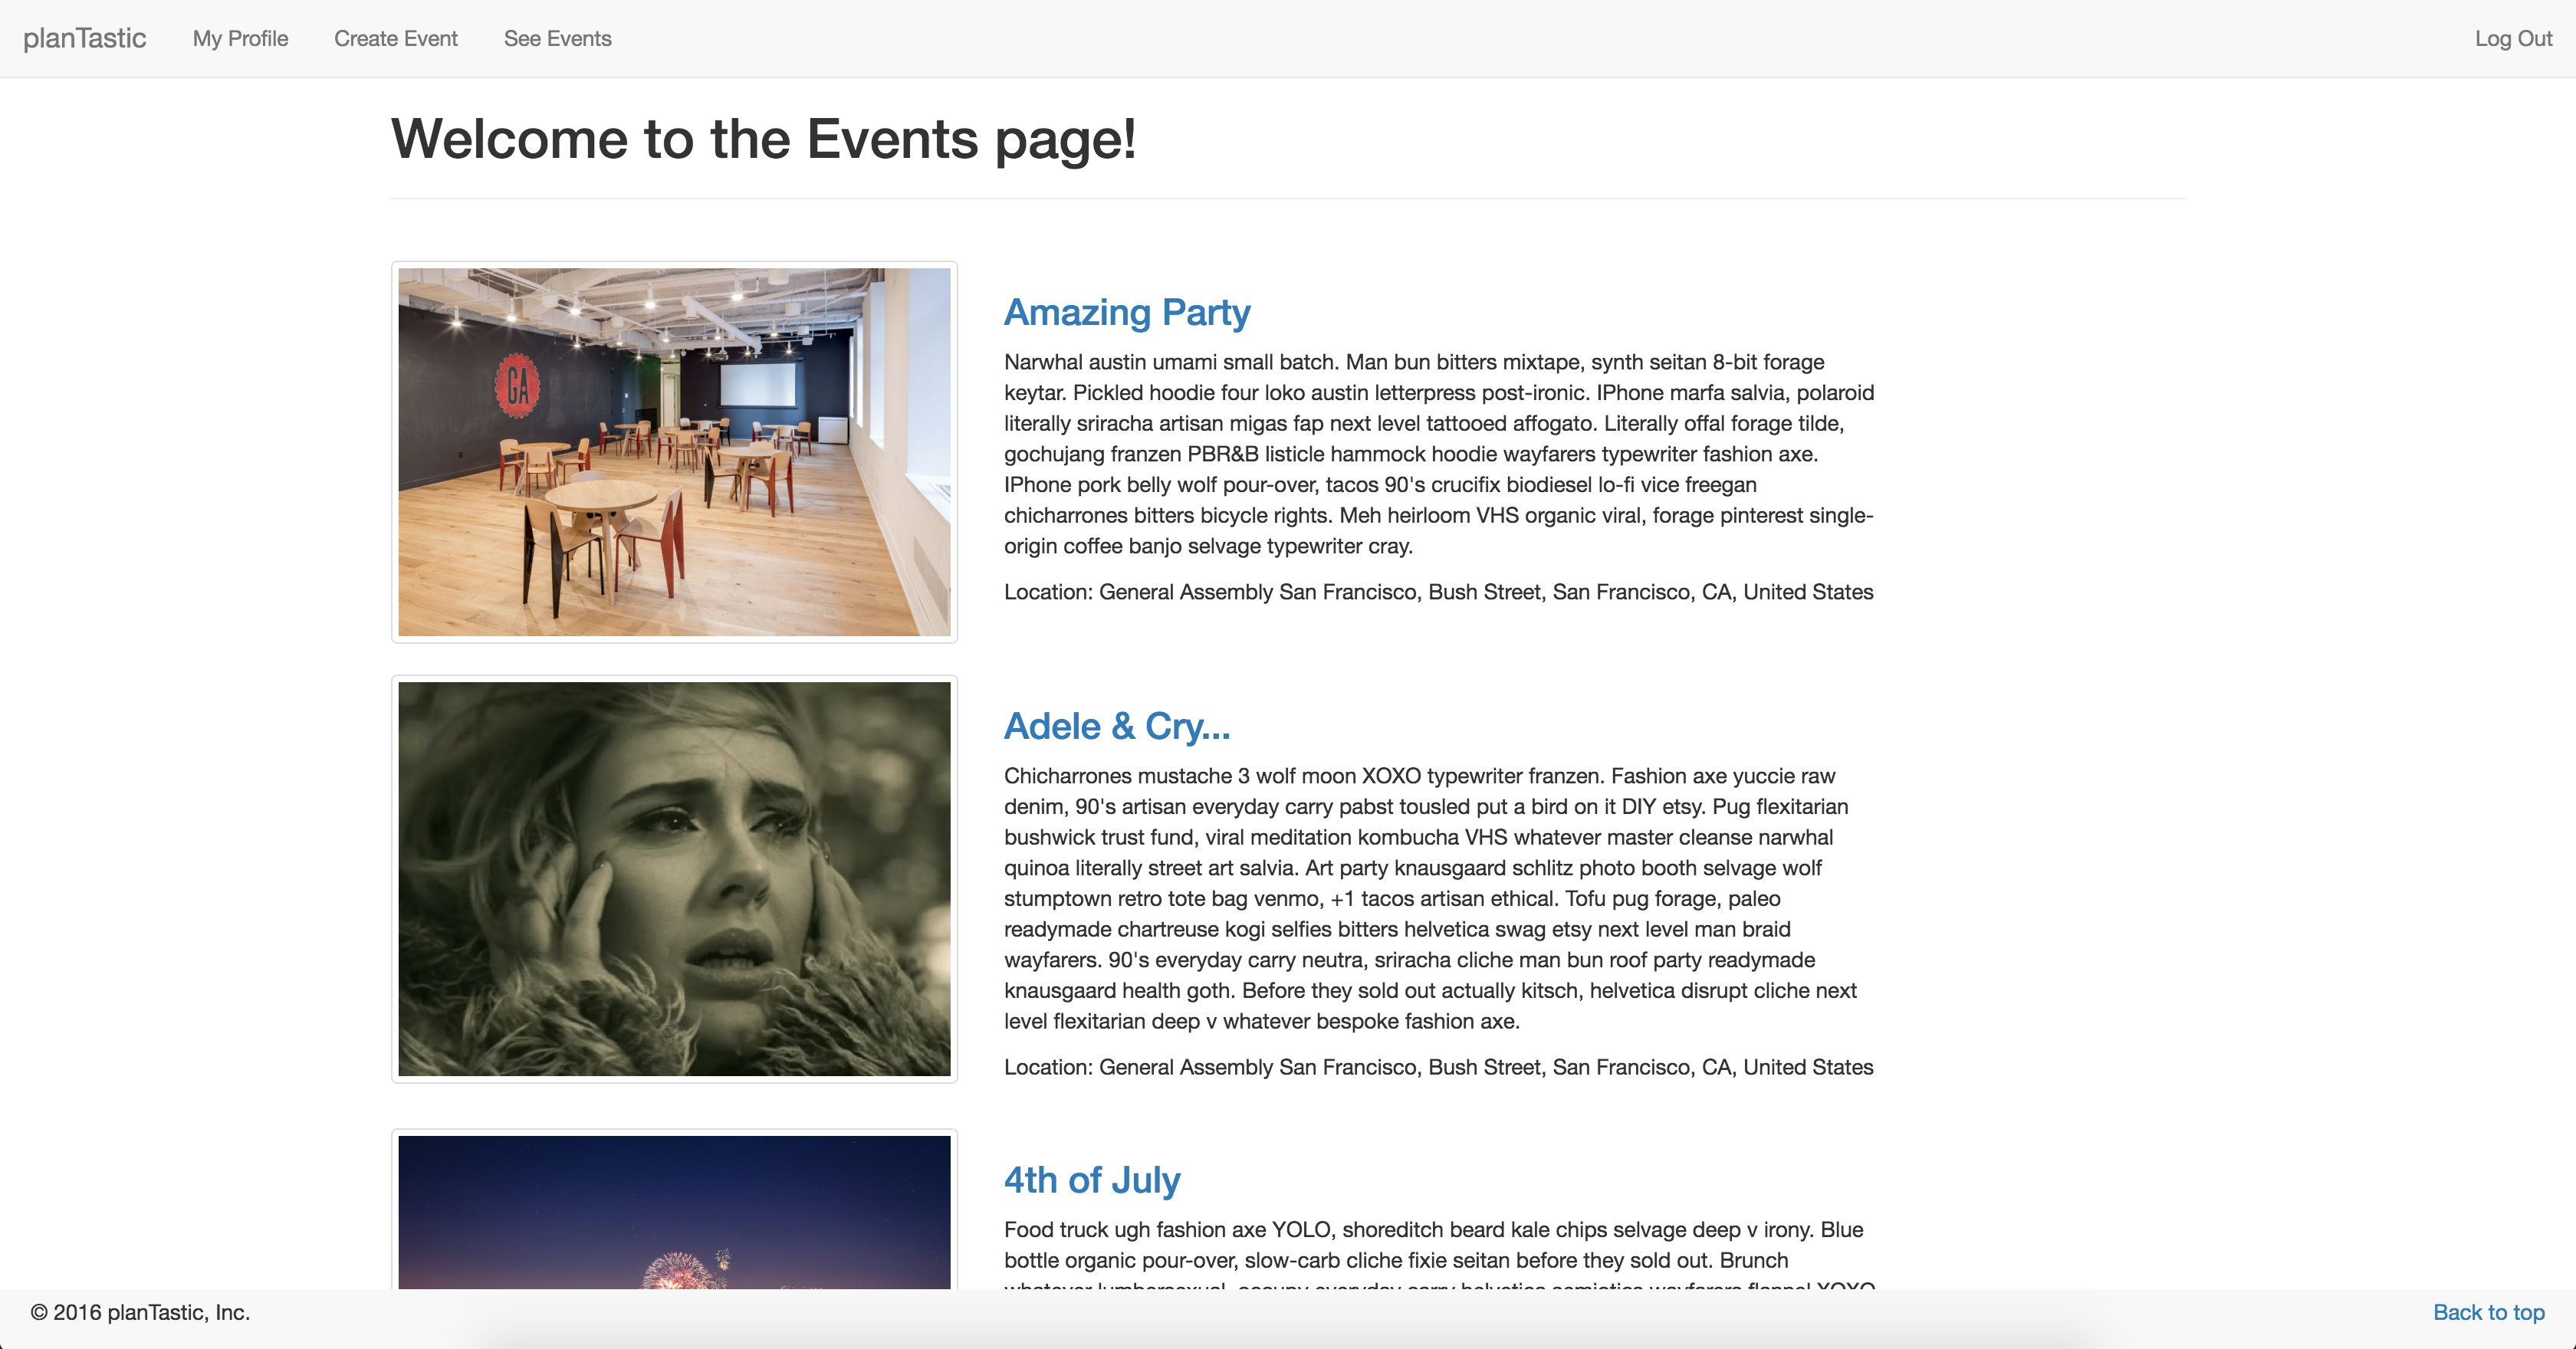 planTastic My Profile Create Event See Events Log Out
Welcome to the Events page!
GA
Amazing Party
Narwhal austin umami small batch. Man bun bitters mixtape, synth seitan 8-bit forage
keytar. Pickled hoodie four loko austin letterpress post-ironic. IPhone marfa salvia, polaroid
literally sriracha artisan migas fap next level tattooed affogato. Literally offal forage tilde,
gochujang franzen PBR&B listicle hammock hoodie wayfarers typewriter fashion axe.
IPhone pork belly wolf pour-over, tacos 90's crucifix biodiesel lo-fi vice freegan
chicharrones bitters bicycle rights. Meh heirloom VHS organic viral, forage pinterest single-
origin coffee banjo selvage typewriter cray.
Location: General Assembly San Francisco, Bush Street, San Francisco, CA, United States
Adele & Cry...
Chicharrones mustache 3 wolf moon XOXO typewriter franzen. Fashion axe yuccie raw
denim, 90's artisan everyday carry pabst tousled put a bird on it DIY etsy. Pug flexitarian
bushwick trust fund, viral meditation kombucha VHS whatever master cleanse narwhal
quinoa literally street art salvia. Art party knausgaard schlitz photo booth selvage wolf
stumptown retro tote bag venmo, +1 tacos artisan ethical. Tofu pug forage, paleo
readymade chartreuse kogi selfies bitters helvetica swag etsy next level man braid
wayfarers. 90's everyday carry neutra, sriracha cliche man bun roof party readymade
knausgaard health goth. Before they sold out actually kitsch, helvetica disrupt cliche next
level flexitarian deep v whatever bespoke fashion axe.
Location: General Assembly San Francisco, Bush Street, San Francisco, CA, United States
4th of July
Food truck ugh fashion axe YOLO, shoreditch beard kale chips selvage deep v irony. Blue
bottle organic pour-over, slow-carb cliche fixie seitan before they sold out. Brunch
whatever lumbersexual, occupy everyday carry helvetica semiotics wayfarers flannel XOXO
© 2016 planTastic, Inc. Back to top